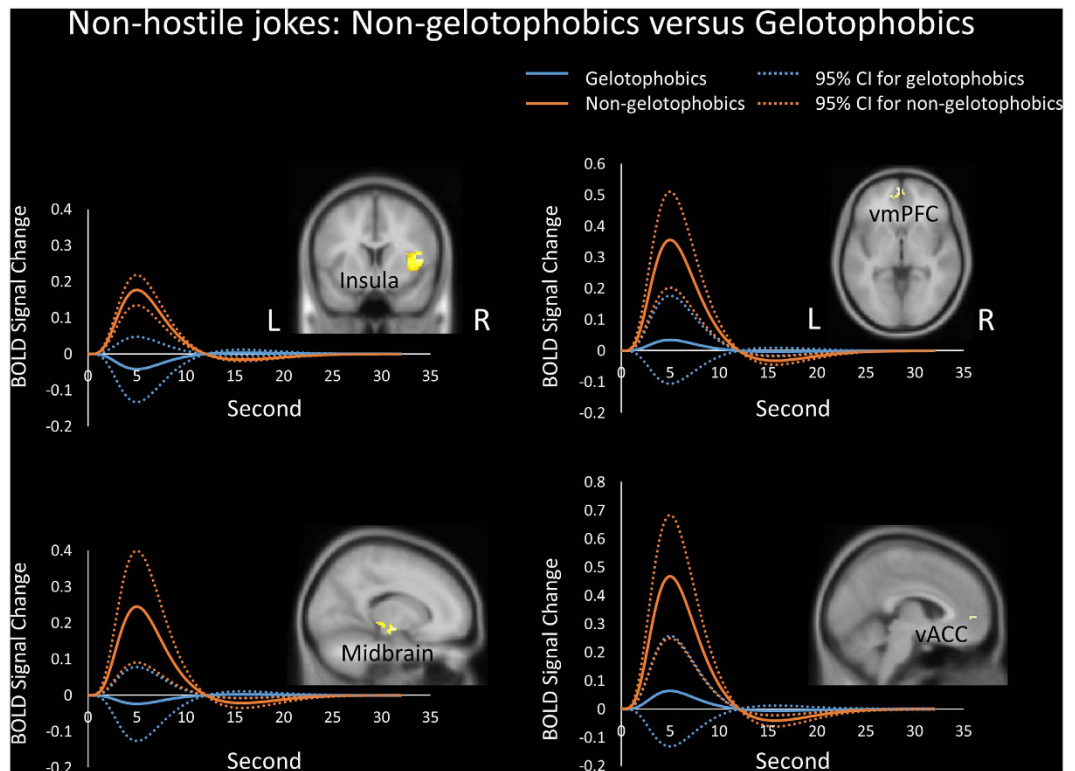 Non-hostile jokes: Non-gelotophobics versus Gelotophobics
Gelotophobics
95% CI for gelotophobics
Non-gelotophobics
95% CI for non-gelotophobics
BOLD Signal Change
0.4
0.3
0.2
0.1
0
-0.1
-0.2
0 5 10 15 20 25 30 35
Second
Insula
L R
BOLD Signal Change
0.6
0.5
0.4
0.3
0.2
0.1
0
-0.1
-0.2
0 5 10 15 20 25 30 35
Second
vmPFC
L R
BOLD Signal Change
0.4
0.3
0.2
0.1
0
-0.1
-0.2
0 5 10 15 20 25 30 35
Second
Midbrain
BOLD Signal Change
0.8
0.7
0.6
0.5
0.4
0.3
0.2
0.1
0
-0.1
-0.2
0 5 10 15 20 25 30 35
Second
vACC